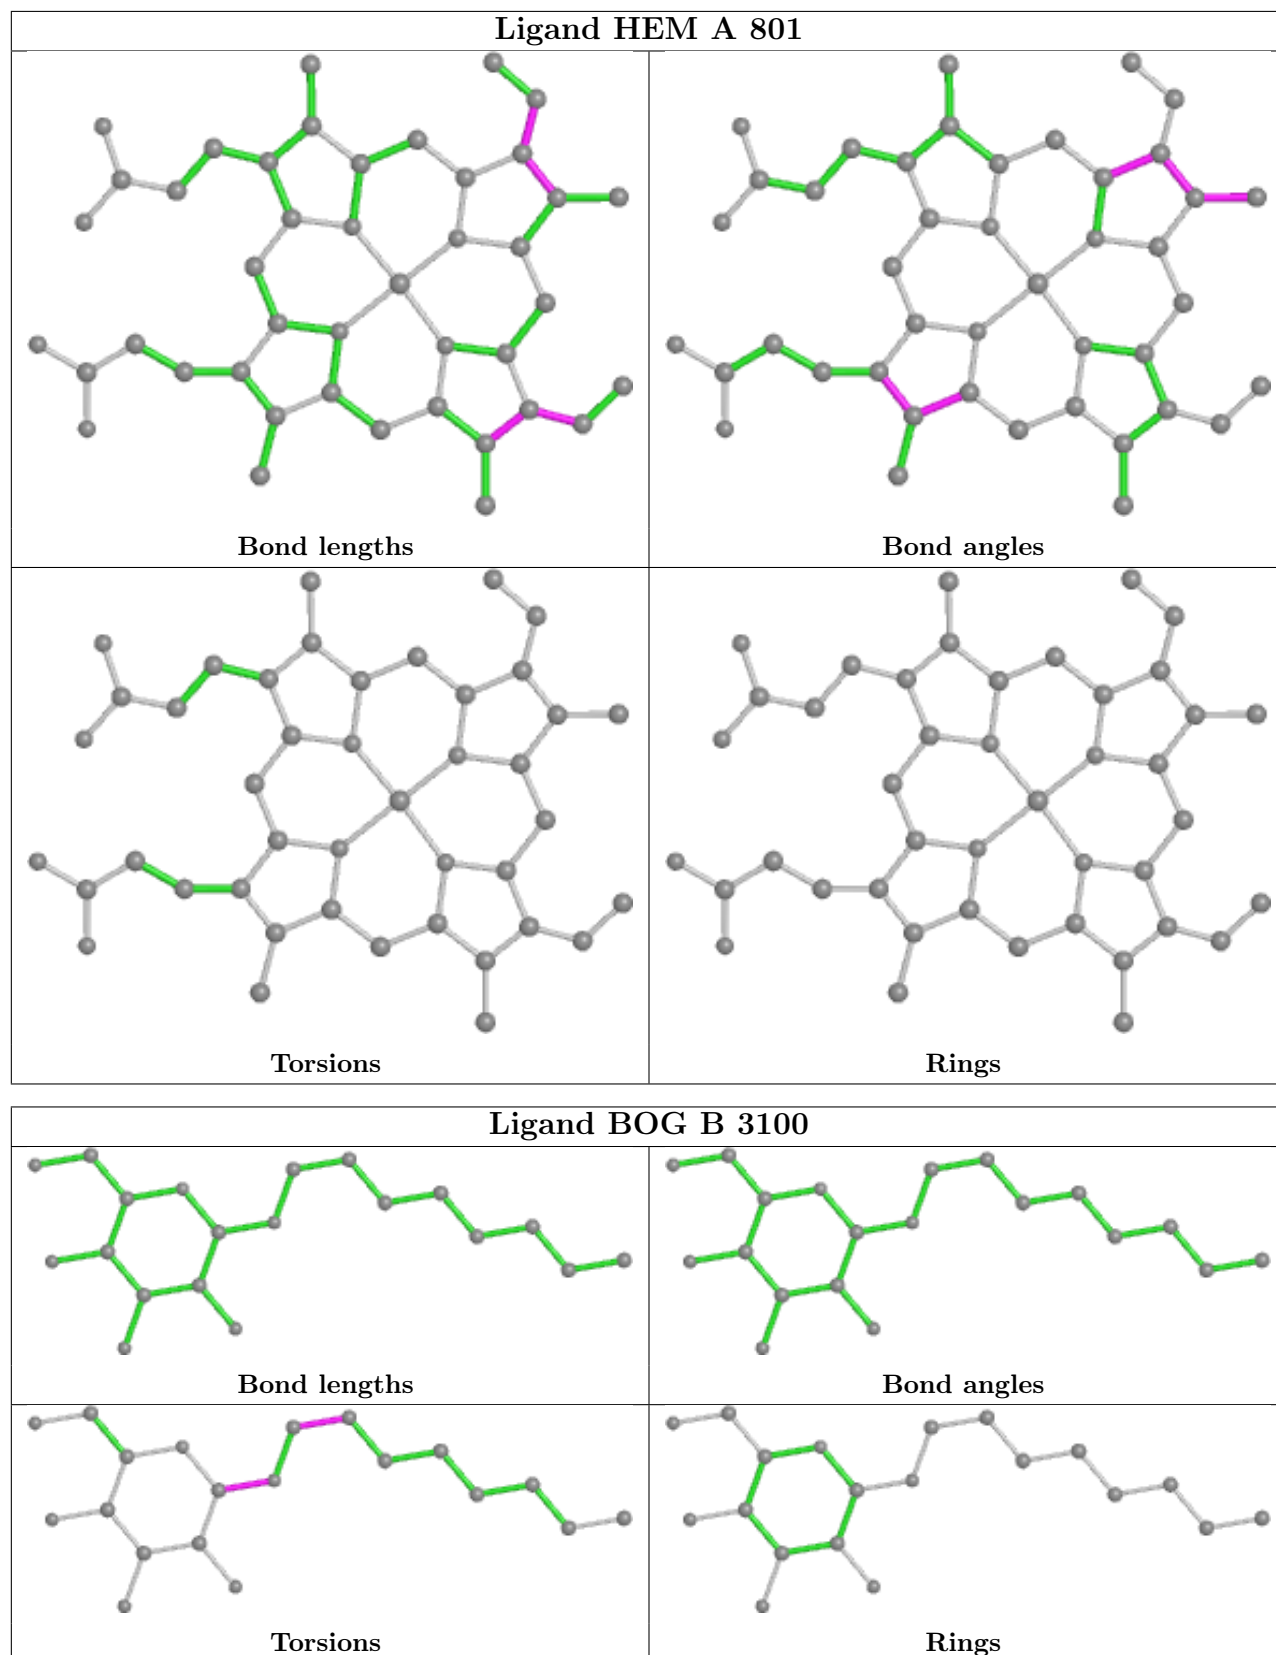 Ligand HEM A 801
Bond lengths
Bond angles
Torsions
Rings
Ligand BOG B 3100
Bond lengths
Bond angles
Torsions
Rings